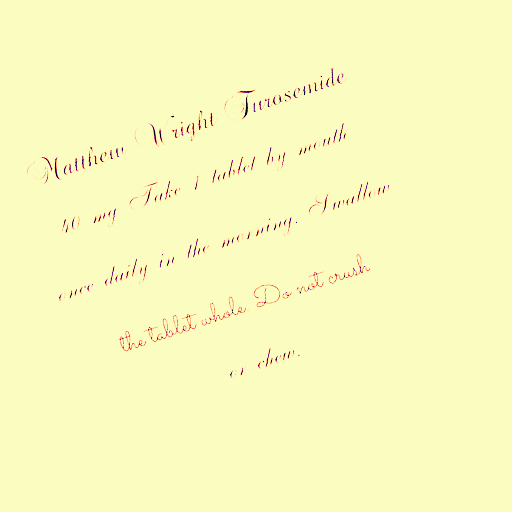 Matthew Wright Furosemide
40 mg Take 1 tablet by mouth
once daily in the morning. Swallow
the tablet whole. Do not crush
or chew.